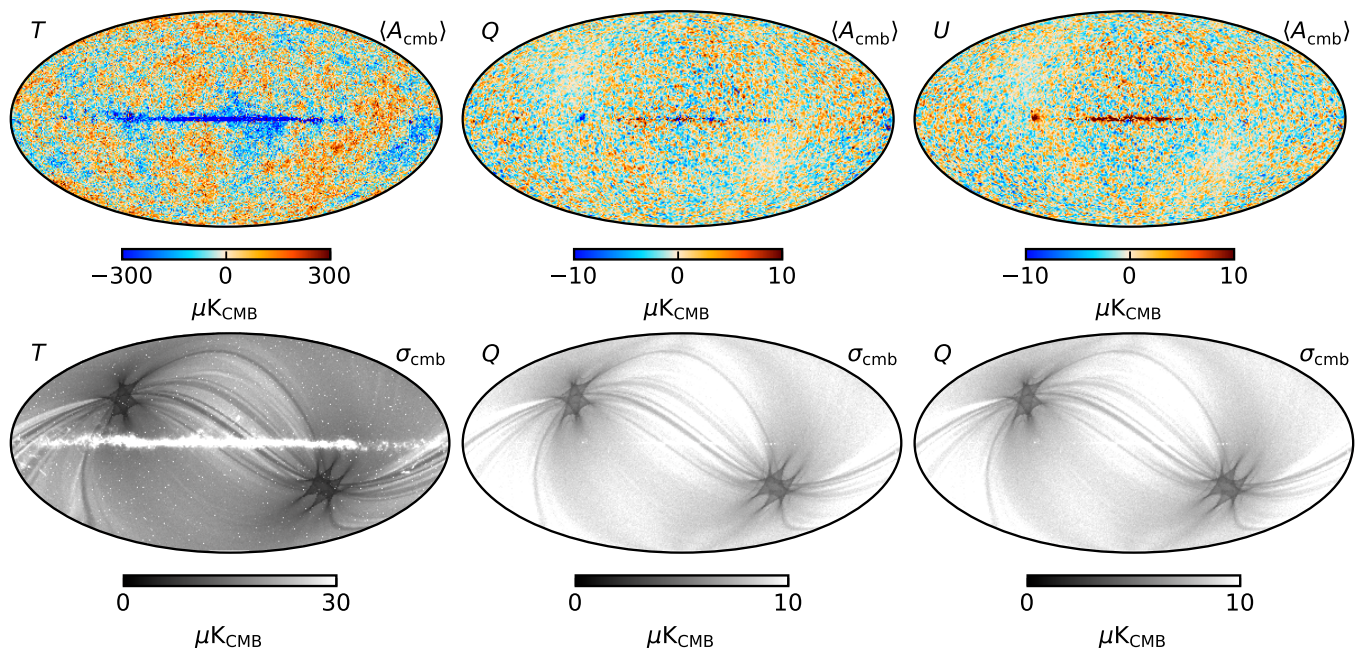 T ⟨A_cmb⟩ Q ⟨A_cmb⟩ U ⟨A_cmb⟩
−300 0 300 −10 0 10 −10 0 10
μK_CMB μK_CMB μK_CMB
T σ_cmb Q σ_cmb Q σ_cmb
0 30 0 10 0 10
μK_CMB μK_CMB μK_CMB